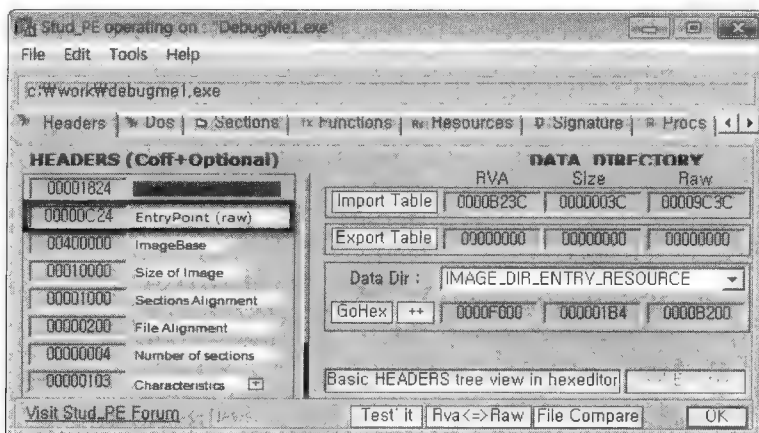 Stud_PE operating on : "DebugMe1.exe"
File Edit Tools Help
c:₩work₩debugme1.exe
Headers Dos Sections fx Functions Resources Signature Procs
HEADERS (Coff+Optional)
DATA DIRECTORY
RVA Size Raw
00001824
Import Table 0000B23C 0000003C 00009C3C
00000C24 EntryPoint (raw)
Export Table 00000000 00000000 00000000
00400000 ImageBase
00010000 Size of Image
Data Dir : IMAGE_DIR_ENTRY_RESOURCE
00001000 Sections Alignment
GoHex ++ 0000F000 000001B4 0000B200
00000200 File Alignment
00000004 Number of sections
00000103 Characteristics
Basic HEADERS tree view in hexeditor
Visit Stud_PE Forum
Test' it Rva<=>Raw File Compare OK